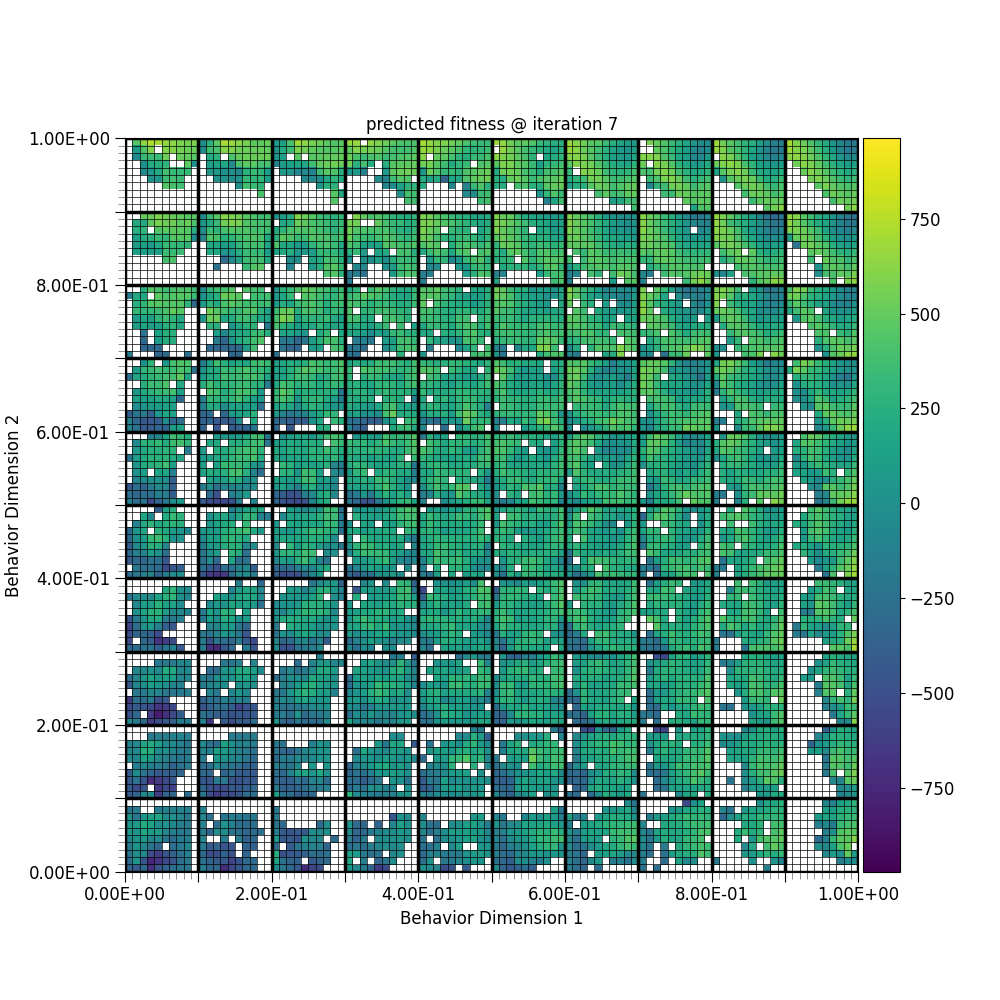 predicted fitness @ iteration 7
1.00E+00
8.00E-01
6.00E-01
4.00E-01
2.00E-01
0.00E+00
Behavior Dimension 2
0.00E+00 2.00E-01 4.00E-01 6.00E-01 8.00E-01 1.00E+00
Behavior Dimension 1
750
500
250
0
−250
−500
−750